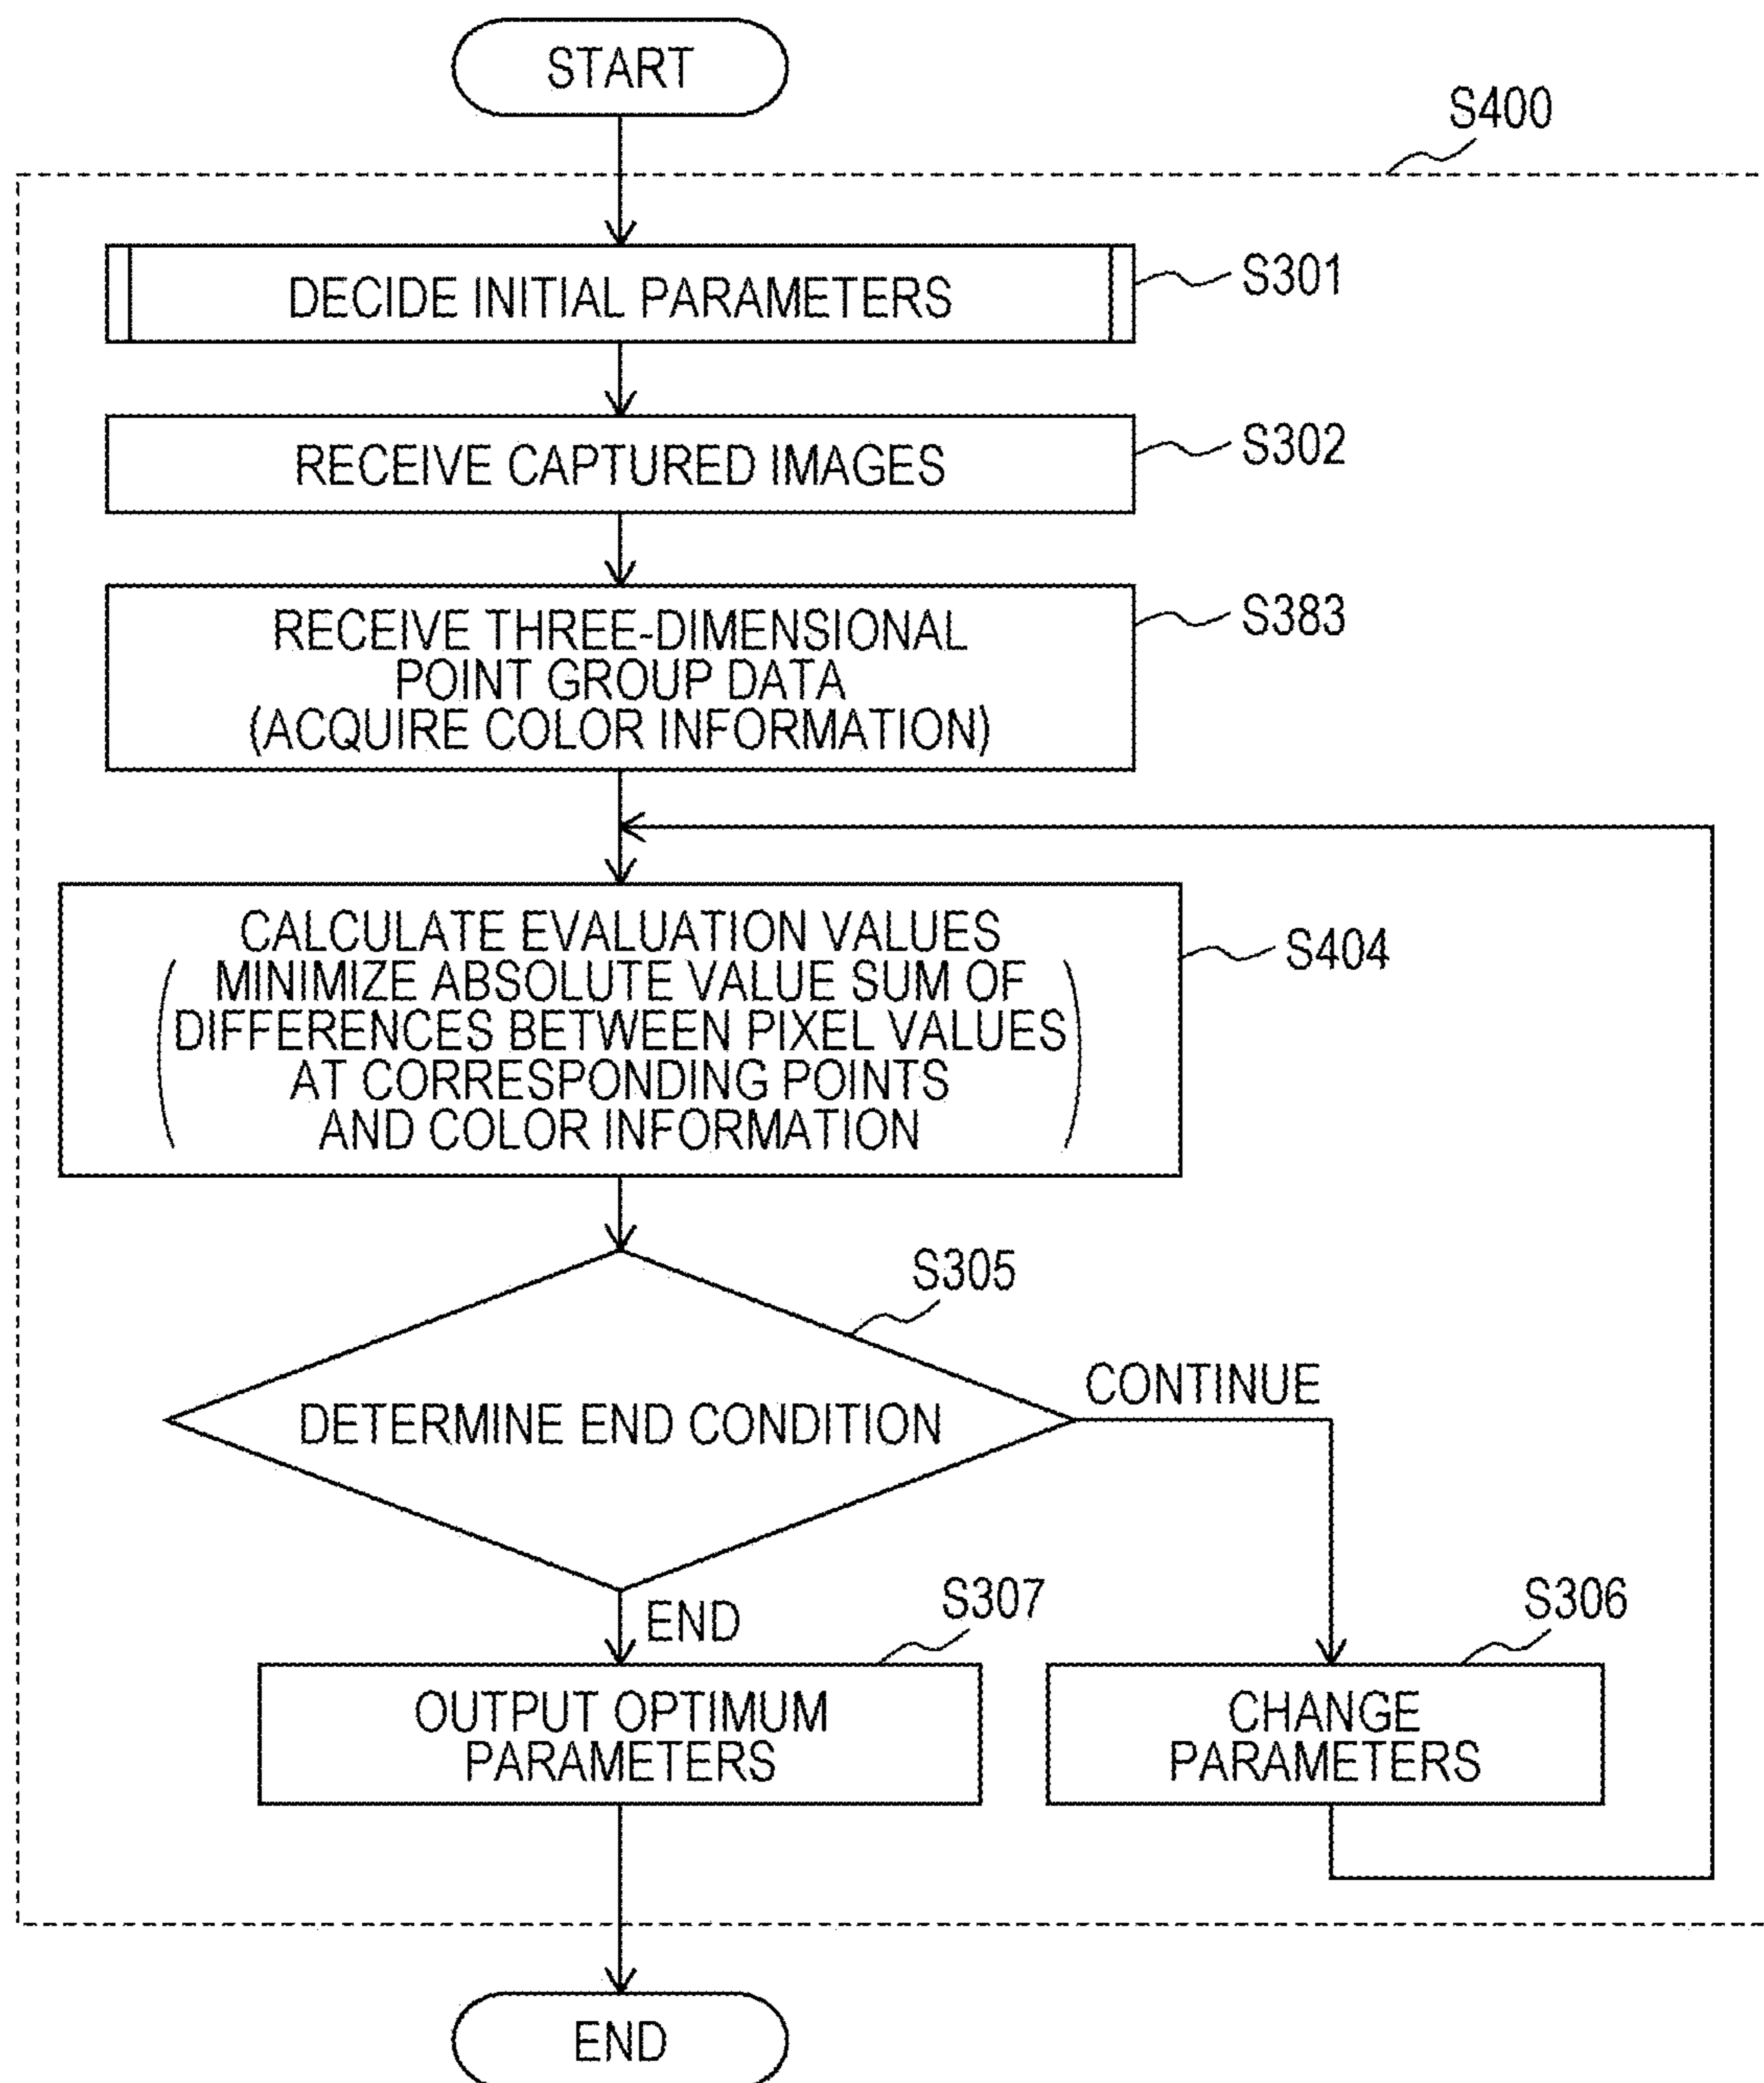 START
S400
DECIDE INITIAL PARAMETERS
S301
RECEIVE CAPTURED IMAGES
S302
RECEIVE THREE-DIMENSIONAL
POINT GROUP DATA
(ACQUIRE COLOR INFORMATION)
S383
CALCULATE EVALUATION VALUES
(MINIMIZE ABSOLUTE VALUE SUM OF
DIFFERENCES BETWEEN PIXEL VALUES
AT CORRESPONDING POINTS
AND COLOR INFORMATION)
S404
S305
DETERMINE END CONDITION
CONTINUE
END
S307
OUTPUT OPTIMUM
PARAMETERS
S306
CHANGE
PARAMETERS
END